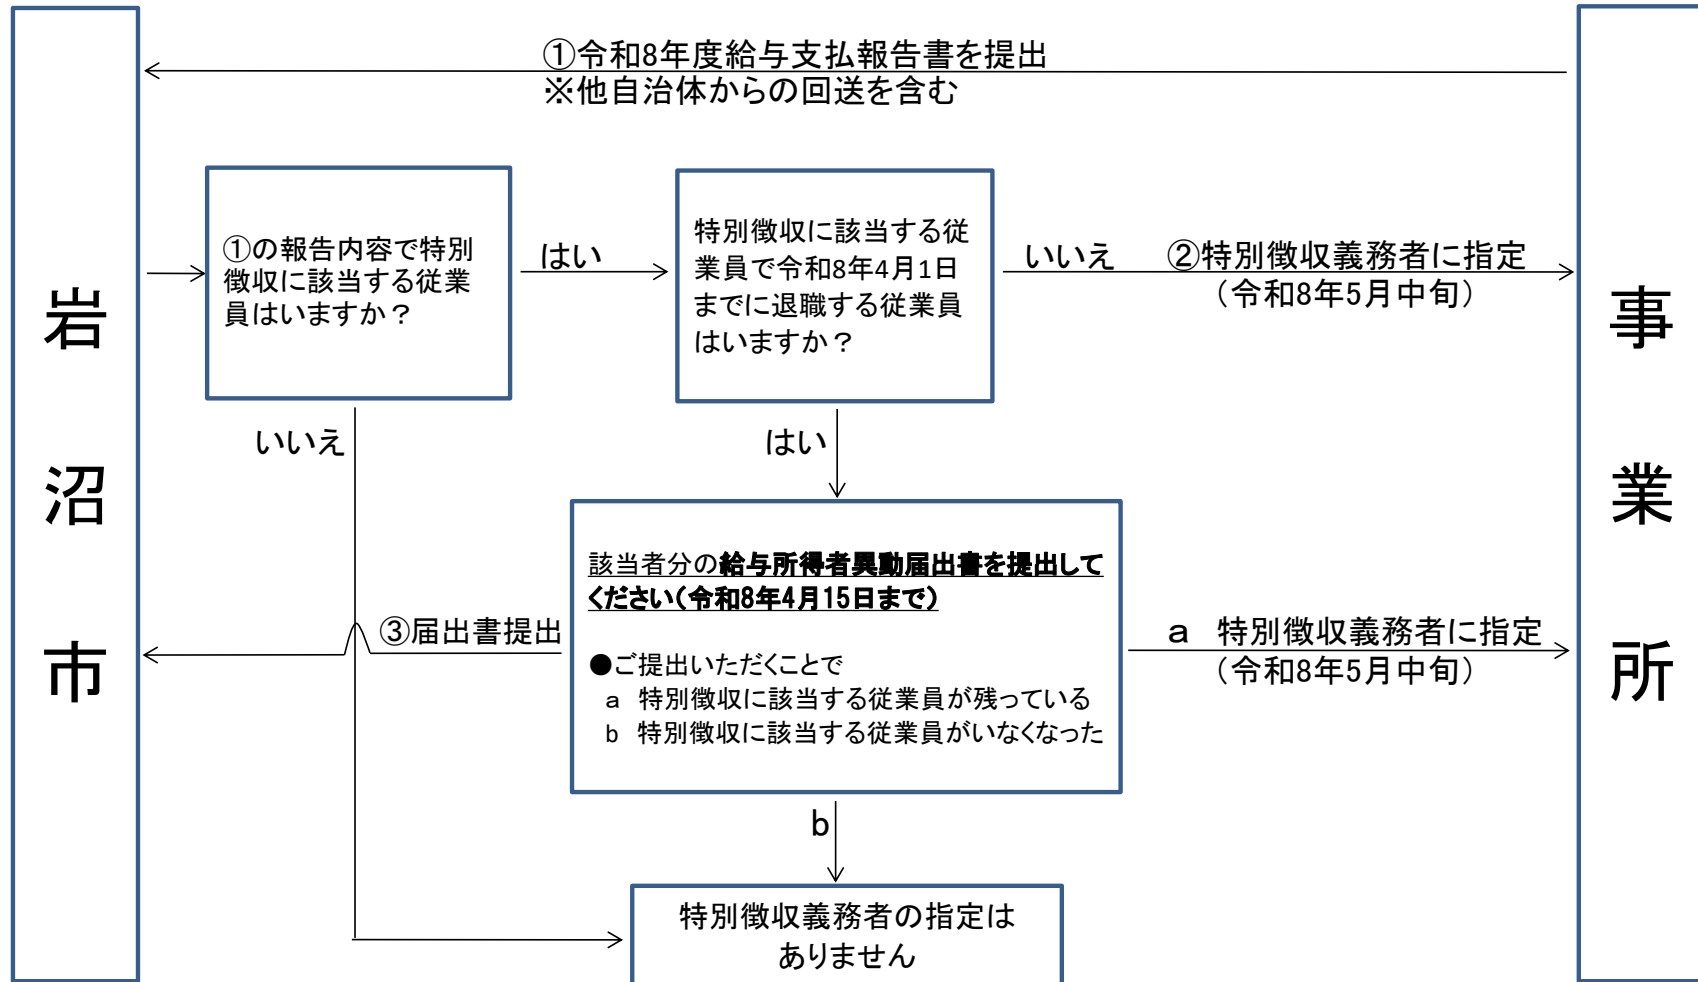 ①令和8年度給与支払報告書を提出
※他自治体からの回送を含む
岩沼市
事業所
①の報告内容で特別
徴収に該当する従業
員はいますか？
はい
特別徴収に該当する従
業員で令和8年4月1日
までに退職する従業員
はいますか？
いいえ
②特別徴収義務者に指定
（令和8年5月中旬）
いいえ
はい
該当者分の給与所得者異動届出書を提出して
ください（令和8年4月15日まで）
●ご提出いただくことで
a 特別徴収に該当する従業員が残っている
b 特別徴収に該当する従業員がいなくなった
③届出書提出
a 特別徴収義務者に指定
（令和8年5月中旬）
b
特別徴収義務者の指定は
ありません